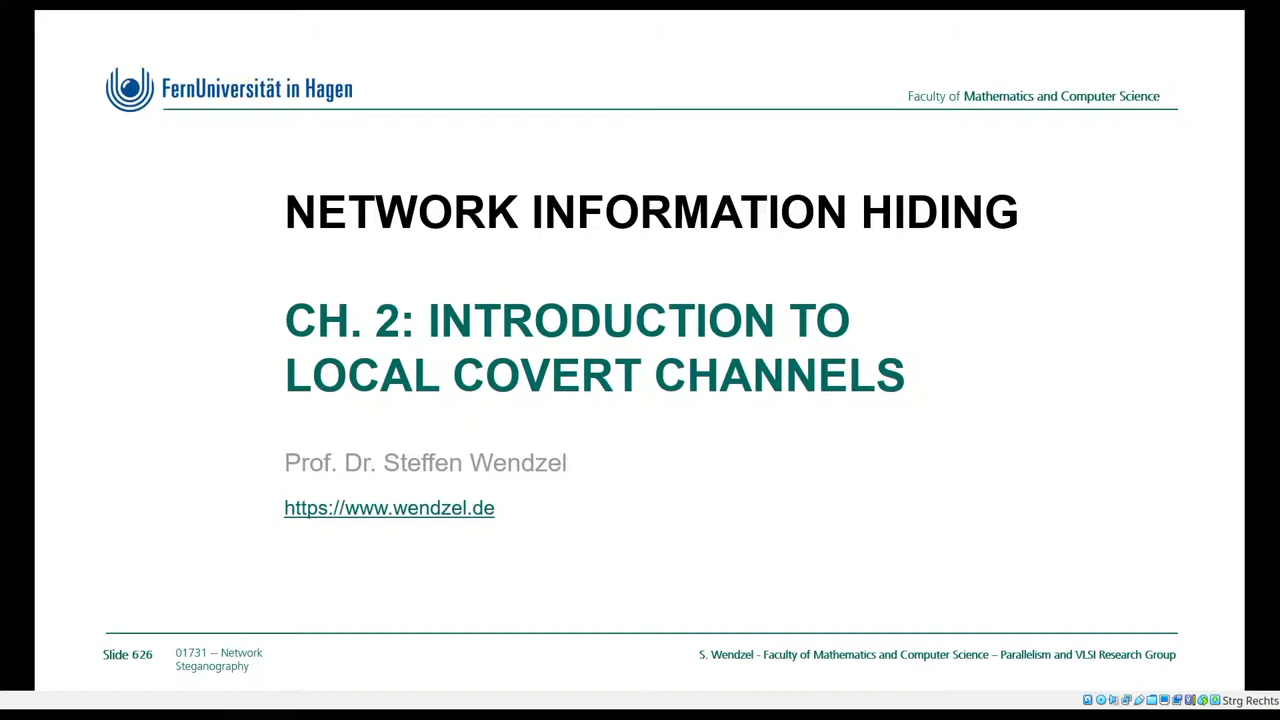 FernUniversität in Hagen
Faculty of Mathematics and Computer Science
NETWORK INFORMATION HIDING
CH. 2: INTRODUCTION TO
LOCAL COVERT CHANNELS
Prof. Dr. Steffen Wendzel
https://www.wendzel.de
Slide 626
01731 -- Network
Steganography
S. Wendzel - Faculty of Mathematics and Computer Science – Parallelism and VLSI Research Group
Strg Rechts